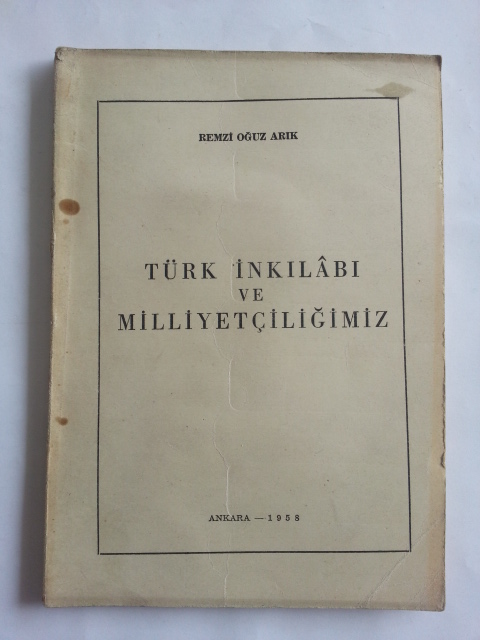 REMZİ OĞUZ ARIK
TÜRK İNKILÂBI
VE
MİLLİYETÇİLİĞİMİZ
ANKARA — 1958